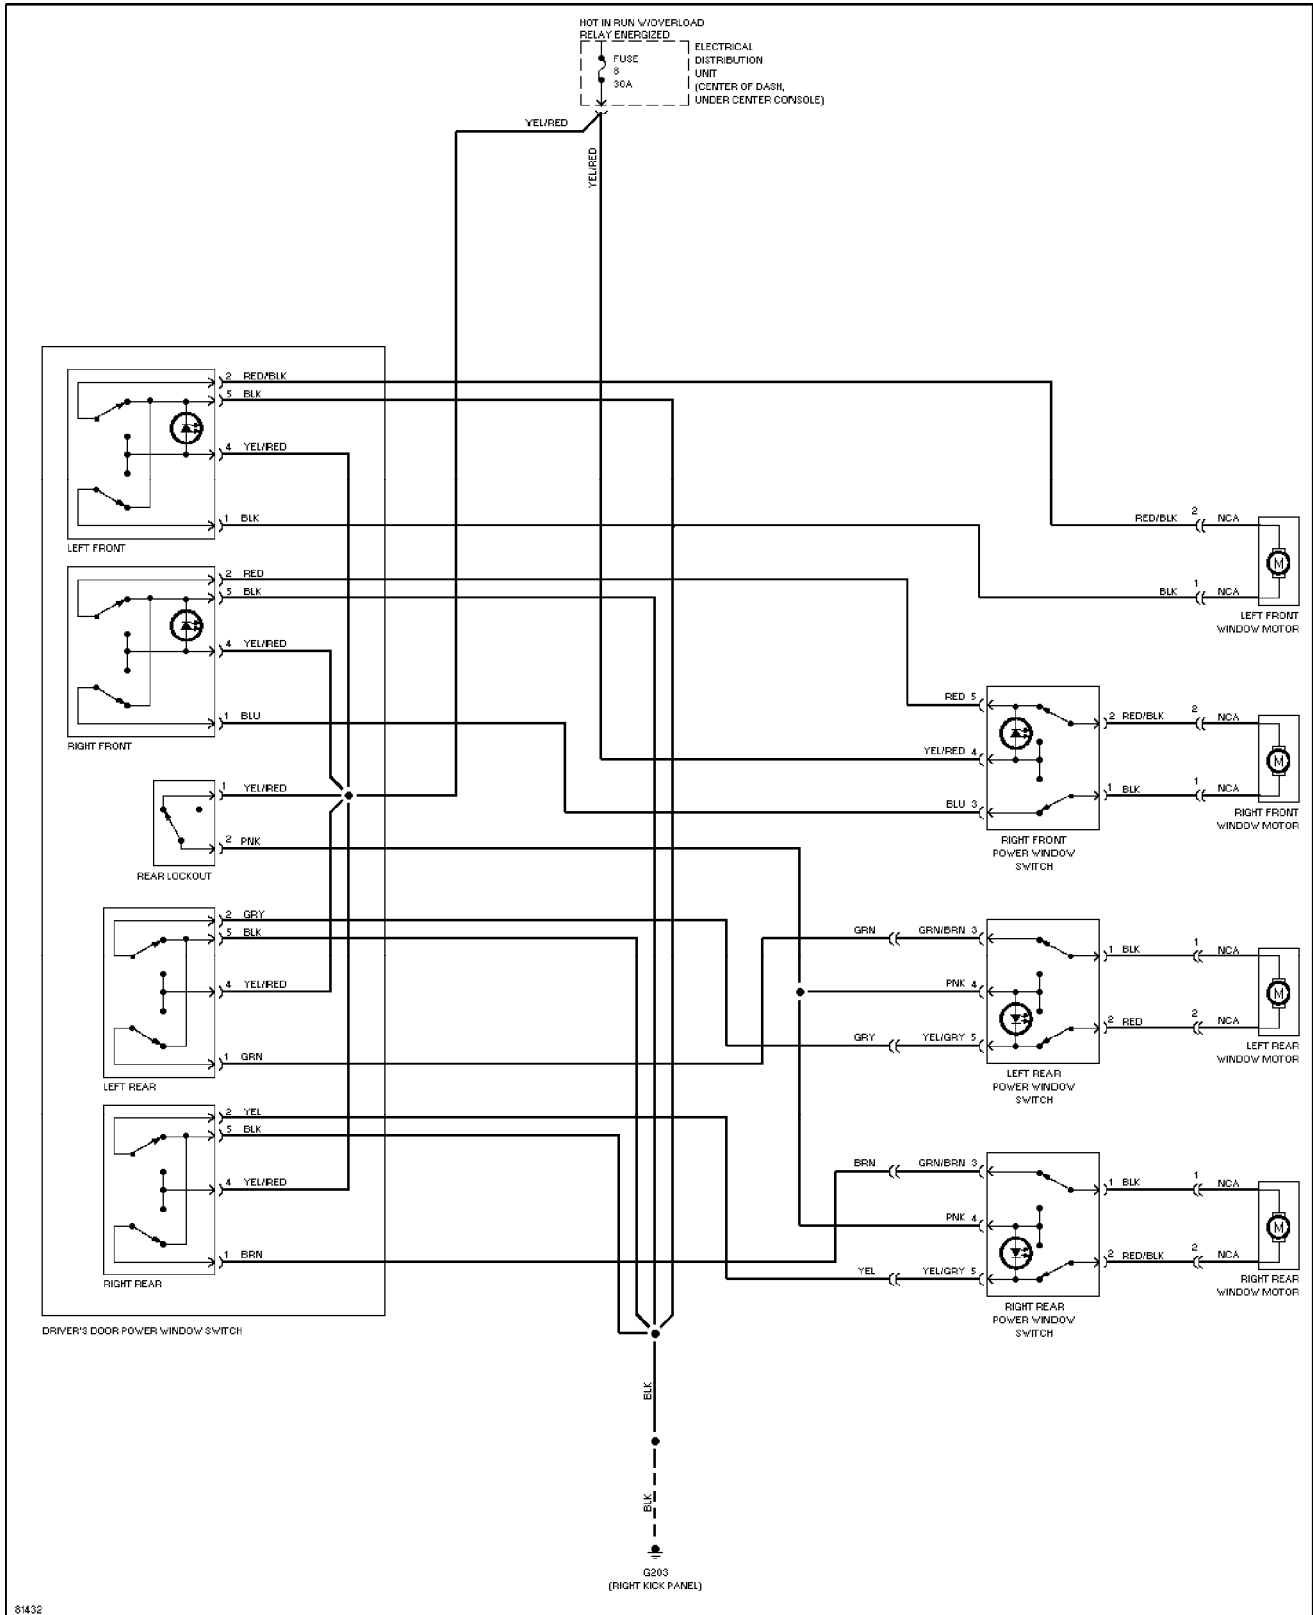 HOT IN RUN W/OVERLOAD
RELAY ENERGIZED
FUSE
8
30A
ELECTRICAL
DISTRIBUTION
UNIT
(CENTER OF DASH,
UNDER CENTER CONSOLE)
YEL/RED
YEL/RED
2 RED/BLK
5 BLK
4 YEL/RED
1 BLK
LEFT FRONT
RED/BLK 2 NCA
BLK 1 NCA
LEFT FRONT
WINDOW MOTOR
2 RED
5 BLK
4 YEL/RED
1 BLU
RIGHT FRONT
RED 5
YEL/RED 4
BLU 3
2 RED/BLK 2 NCA
1 BLK 1 NCA
RIGHT FRONT
WINDOW MOTOR
RIGHT FRONT
POWER WINDOW
SWITCH
1 YEL/RED
2 PNK
REAR LOCKOUT
2 GRY
5 BLK
4 YEL/RED
1 GRN
LEFT REAR
GRN GRN/BRN 3
PNK 4
GRY YEL/GRY 5
1 BLK 1 NCA
2 RED 2 NCA
LEFT REAR
WINDOW MOTOR
LEFT REAR
POWER WINDOW
SWITCH
2 YEL
5 BLK
4 YEL/RED
1 BRN
RIGHT REAR
BRN GRN/BRN 3
PNK 4
YEL YEL/GRY 5
1 BLK 1 NCA
2 RED/BLK 2 NCA
RIGHT REAR
WINDOW MOTOR
RIGHT REAR
POWER WINDOW
SWITCH
M
M
M
M
DRIVER'S DOOR POWER WINDOW SWITCH
BLK
BLK
G203
(RIGHT KICK PANEL)
81432